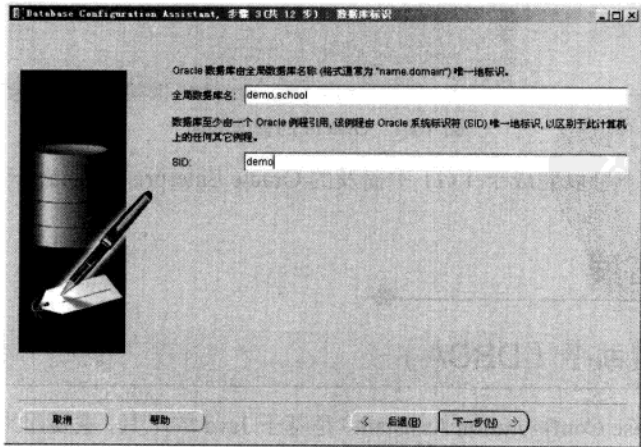 Database Configuration Assistant, 步骤 3(共 12 步) : 数据库标识
Oracle 数据库由全局数据库名称 (格式通常为 "name.domain") 唯一地标识。
全局数据库名: demo.school
数据库至少由一个 Oracle 例程引用, 该例程由 Oracle 系统标识符 (SID) 唯一地标识, 以区别于此计算机
上的任何其它例程。
SID: demo
取消 帮助 后退(B) 下一步(N)